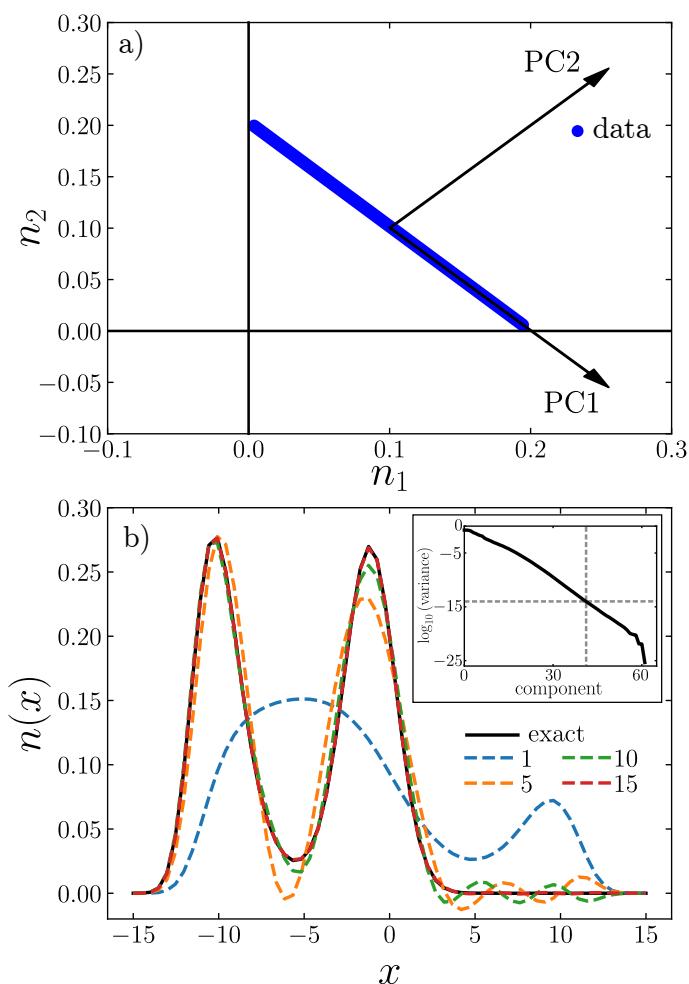 0.30
a)
PC2
0.25
data
0.20
0.15
n2
0.10
0.05
0.00
−0.05
PC1
−0.10
−0.1 0.0 0.1 0.2 0.3
n1
0.30
b)
0.25
0.20
0.15
0.10
0.05
0.00
n(x)
0
−5
−15
−25
log10(variance)
0 30 60
component
exact
1 10
5 15
−15 −10 −5 0 5 10 15
x